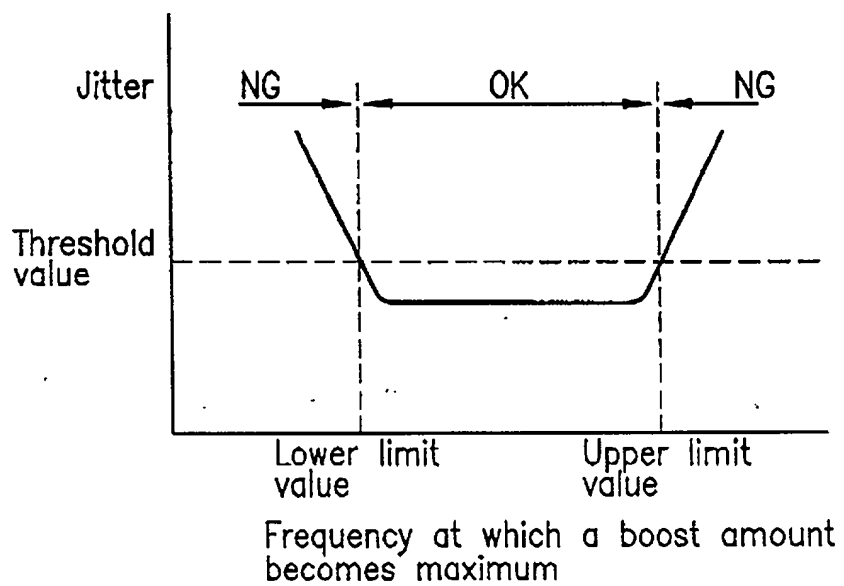 Jitter
NG
OK
NG
Threshold
value
Lower limit
value
Upper limit
value
Frequency at which a boost amount
becomes maximum